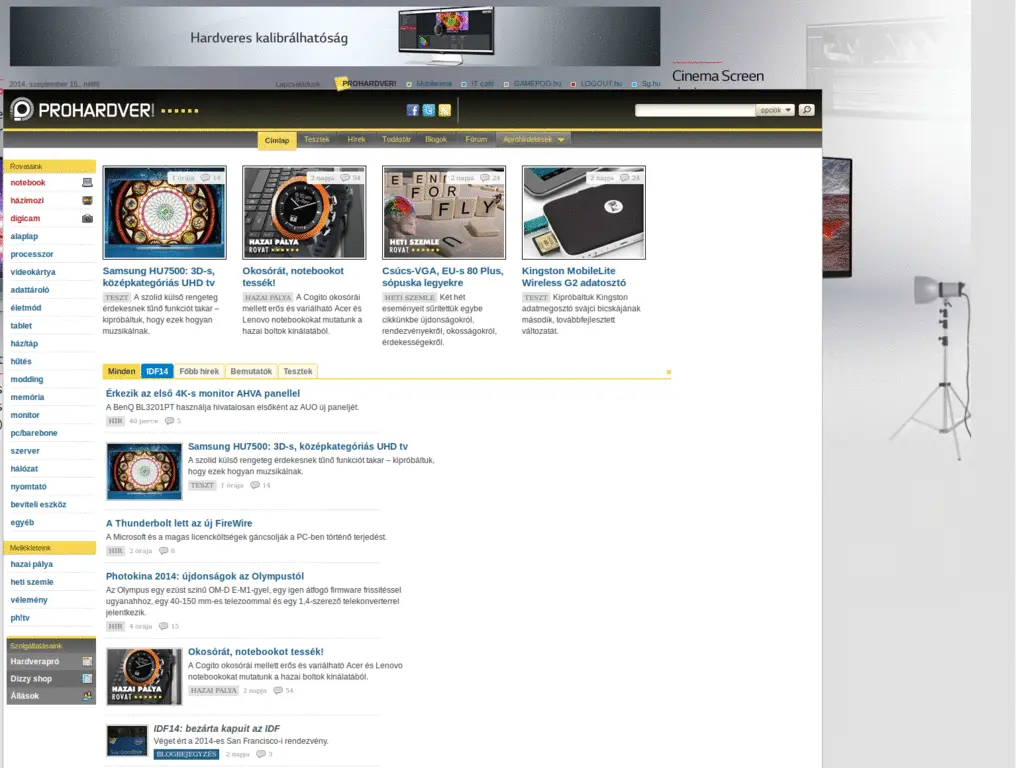 Hardveres kalibrálhatóság
Cinema Screen
2014. szeptember 15., hétfő
Lapcsaládunk
PROHARDVER!
Mobilarena
IT café
GAMEPOD.hu
LOGOUT.hu
5g.hu
PROHARDVER!
opciók
Címlap
Tesztek
Hírek
Tudástár
Blogok
Fórum
Apróhirdetések
Rovataink
notebook
házimozi
digicam
alaplap
processzor
videokártya
adattároló
életmód
tablet
ház/táp
hűtés
modding
memória
monitor
pc/barebone
szerver
hálózat
nyomtató
beviteli eszköz
egyéb
Mellékleteink
hazai pálya
heti szemle
vélemény
ph!tv
Szolgáltatásaink
Hardverapró
Dizzy shop
Állások
1 órája 14
Samsung HU7500: 3D-s,
középkategóriás UHD tv
TESZT A szolid külső rengeteg
érdekesnek tűnő funkciót takar –
kipróbáltuk, hogy ezek hogyan
muzsikálnak.
2 napja 54
HAZAI PÁLYA
ROVAT
Okosórát, notebookot
tessék!
HAZAI PÁLYA A Cogito okosórái
mellett erős és variálható Acer és
Lenovo notebookokat mutatunk a
hazai boltok kínálatából.
2 napja 24
FOR
FLY
HETI SZEMLE
ROVAT
Csúcs-VGA, EU-s 80 Plus,
sópuska legyekre
HETI SZEMLE Két hét
eseményeit sűrítettük egybe
cikkünkbe újdonságokról,
rendezvényekről, okosságokról,
érdekességekről.
2 napja 24
Kingston MobileLite
Wireless G2 adatosztó
TESZT Kipróbáltuk Kingston
adatmegosztó svájci bicskájának
második, továbbfejlesztett
változatát.
Minden
IDF14
Főbb hírek
Bemutatók
Tesztek
Érkezik az első 4K-s monitor AHVA panellel
A BenQ BL3201PT használja hivatalosan elsőként az AUO új paneljét.
HÍR 40 perce 5
Samsung HU7500: 3D-s, középkategóriás UHD tv
A szolid külső rengeteg érdekesnek tűnő funkciót takar – kipróbáltuk,
hogy ezek hogyan muzsikálnak.
TESZT 1 órája 14
A Thunderbolt lett az új FireWire
A Microsoft és a magas licencköltségek gáncsolják a PC-ben történő terjedést.
HÍR 2 órája 6
Photokina 2014: újdonságok az Olympustól
Az Olympus egy ezüst színű OM-D E-M1-gyel, egy igen átfogó firmware frissítéssel
ugyanahhoz, egy 40-150 mm-es telezoommal és egy 1,4-szerező telekonverterrel
jelentkezik.
HÍR 4 órája 15
HAZAI PÁLYA
ROVAT
Okosórát, notebookot tessék!
A Cogito okosórái mellett erős és variálható Acer és Lenovo
notebookokat mutatunk a hazai boltok kínálatából.
HAZAI PÁLYA 2 napja 54
IDF14: bezárta kapuit az IDF
Véget ért a 2014-es San Francisco-i rendezvény.
BLOGBEJEGYZÉS 2 napja 3